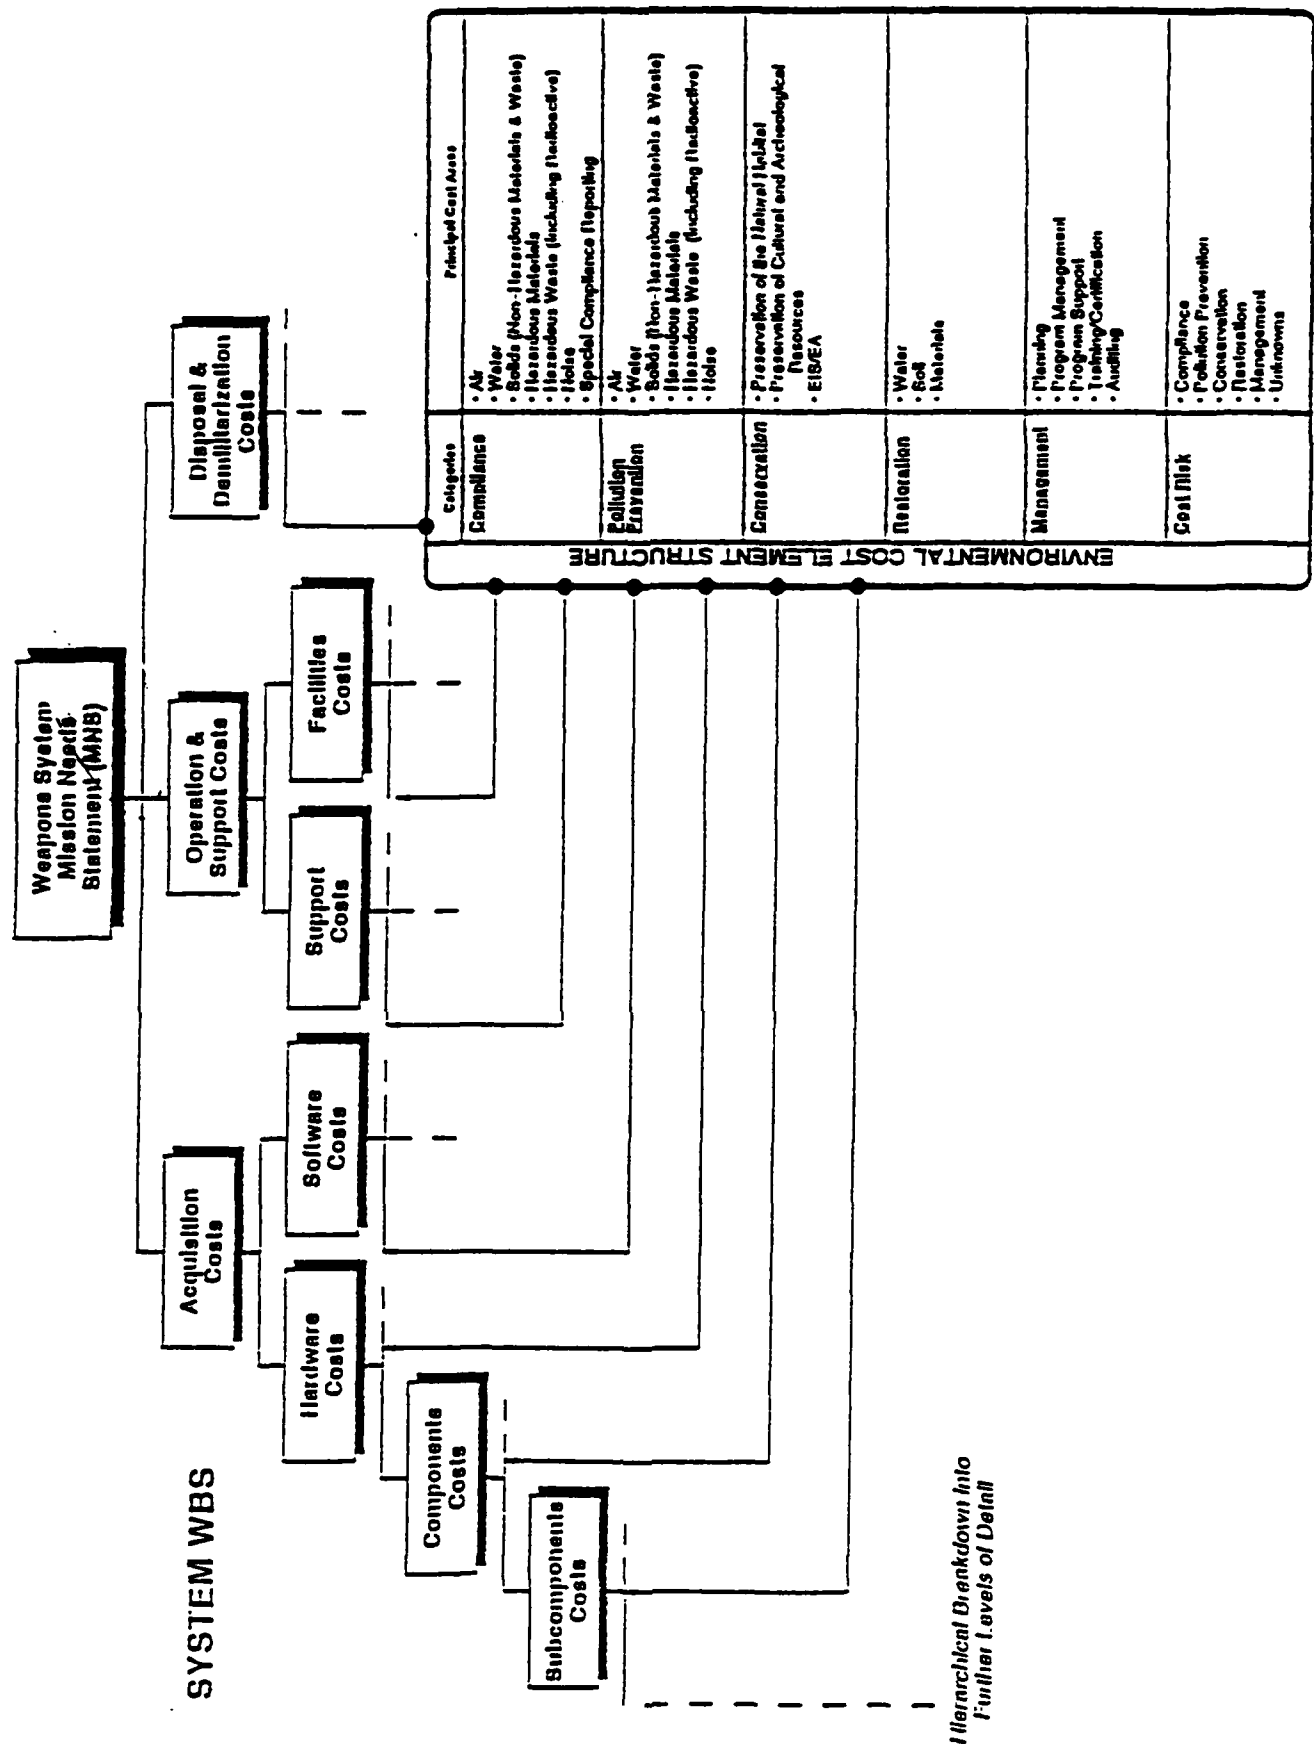 SYSTEM WBS
Weapons System
Mission Needs
Statement (MNS)
Acquisition
Costs
Operation &
Support Costs
Disposal &
Demilitarization
Costs
Hardware
Costs
Software
Costs
Support
Costs
Facilities
Costs
Components
Costs
Subcomponents
Costs
Hierarchical Breakdown Into
Further Levels of Detail
ENVIRONMENTAL COST ELEMENT STRUCTURE
Categories
Principal Cost Areas
Compliance
• Air
• Water
• Solids (Non-Hazardous Materials & Waste)
• Hazardous Materials
• Hazardous Waste (Including Radioactive)
• Noise
• Special Compliance Reporting
Pollution
Prevention
• Air
• Water
• Solids (Non-Hazardous Materials & Waste)
• Hazardous Materials
• Hazardous Waste (Including Radioactive)
• Noise
Conservation
• Preservation of the Natural Habitat
• Preservation of Cultural and Archeological
Resources
• EIS/EA
Restoration
• Water
• Soil
• Materials
Management
• Planning
• Program Management
• Program Support
• Training/Certification
• Auditing
Cost Risk
• Compliance
• Pollution Prevention
• Conservation
• Restoration
• Management
• Unknowns